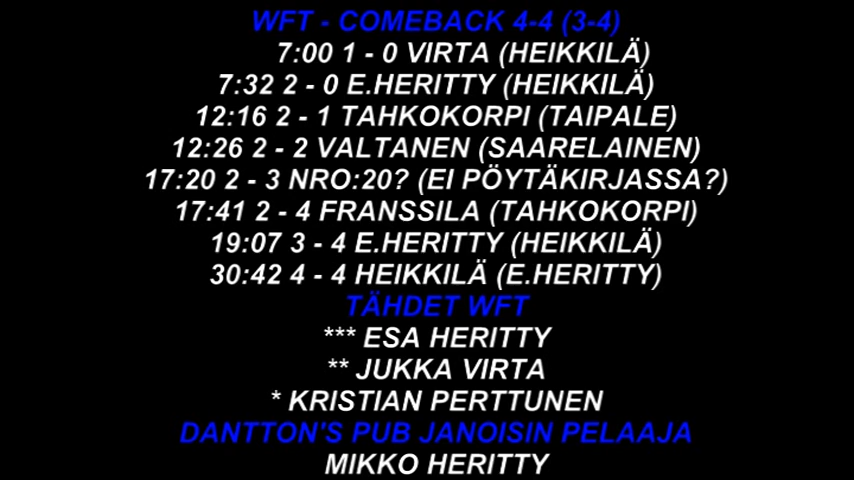 WFT - COMEBACK 4-4 (3-4)
7:00 1 - 0 VIRTA (HEIKKILÄ)
7:32 2 - 0 E.HERITTY (HEIKKILÄ)
12:16 2 - 1 TAHKOKORPI (TAIPALE)
12:26 2 - 2 VALTANEN (SAARELAINEN)
17:20 2 - 3 NRO:20? (EI PÖYTÄKIRJASSA?)
17:41 2 - 4 FRANSSILA (TAHKOKORPI)
19:07 3 - 4 E.HERITTY (HEIKKILÄ)
30:42 4 - 4 HEIKKILÄ (E.HERITTY)
TÄHDET WFT
*** ESA HERITTY
** JUKKA VIRTA
* KRISTIAN PERTTUNEN
DANTTON'S PUB JANOISIN PELAAJA
MIKKO HERITTY